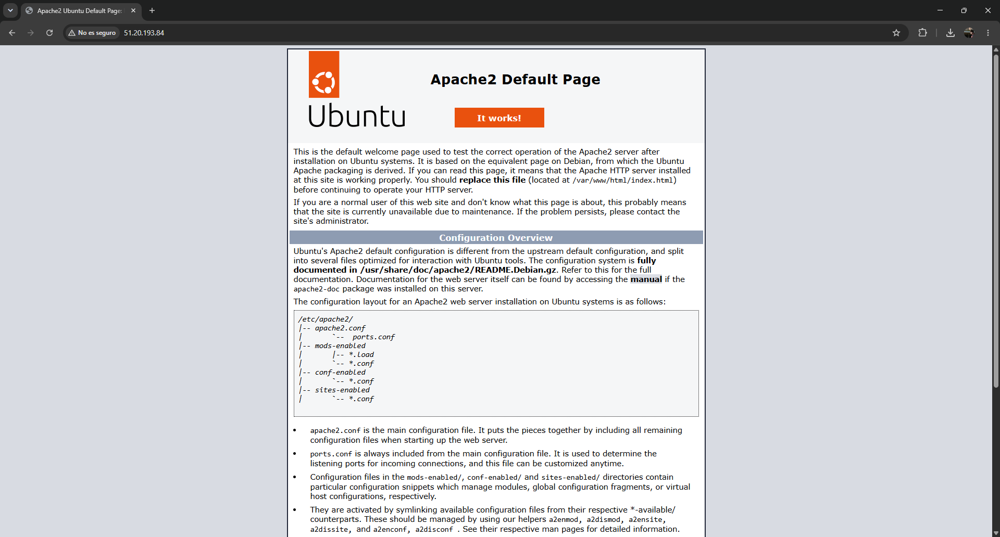 Apache2 Ubuntu Default Page:
No es seguro
51.20.193.84
Ubuntu
Apache2 Default Page
It works!
This is the default welcome page used to test the correct operation of the Apache2 server after
installation on Ubuntu systems. It is based on the equivalent page on Debian, from which the Ubuntu
Apache packaging is derived. If you can read this page, it means that the Apache HTTP server installed
at this site is working properly. You should replace this file (located at /var/www/html/index.html)
before continuing to operate your HTTP server.
If you are a normal user of this web site and don't know what this page is about, this probably means
that the site is currently unavailable due to maintenance. If the problem persists, please contact the
site's administrator.
Configuration Overview
Ubuntu's Apache2 default configuration is different from the upstream default configuration, and split
into several files optimized for interaction with Ubuntu tools. The configuration system is fully
documented in /usr/share/doc/apache2/README.Debian.gz. Refer to this for the full
documentation. Documentation for the web server itself can be found by accessing the manual if the
apache2-doc package was installed on this server.
The configuration layout for an Apache2 web server installation on Ubuntu systems is as follows:
/etc/apache2/
|-- apache2.conf
|       `--  ports.conf
|-- mods-enabled
|       |-- *.load
|       `-- *.conf
|-- conf-enabled
|       `-- *.conf
|-- sites-enabled
|       `-- *.conf
• apache2.conf is the main configuration file. It puts the pieces together by including all remaining
configuration files when starting up the web server.
• ports.conf is always included from the main configuration file. It is used to determine the
listening ports for incoming connections, and this file can be customized anytime.
• Configuration files in the mods-enabled/, conf-enabled/ and sites-enabled/ directories contain
particular configuration snippets which manage modules, global configuration fragments, or virtual
host configurations, respectively.
• They are activated by symlinking available configuration files from their respective *-available/
counterparts. These should be managed by using our helpers a2enmod, a2dismod, a2ensite,
a2dissite, and a2enconf, a2disconf . See their respective man pages for detailed information.